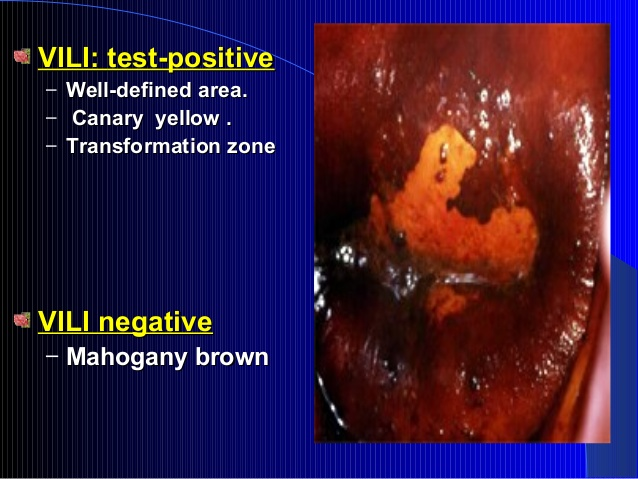 VILI: test-positive
– Well-defined area.
– Canary yellow .
– Transformation zone
VILI negative
– Mahogany brown